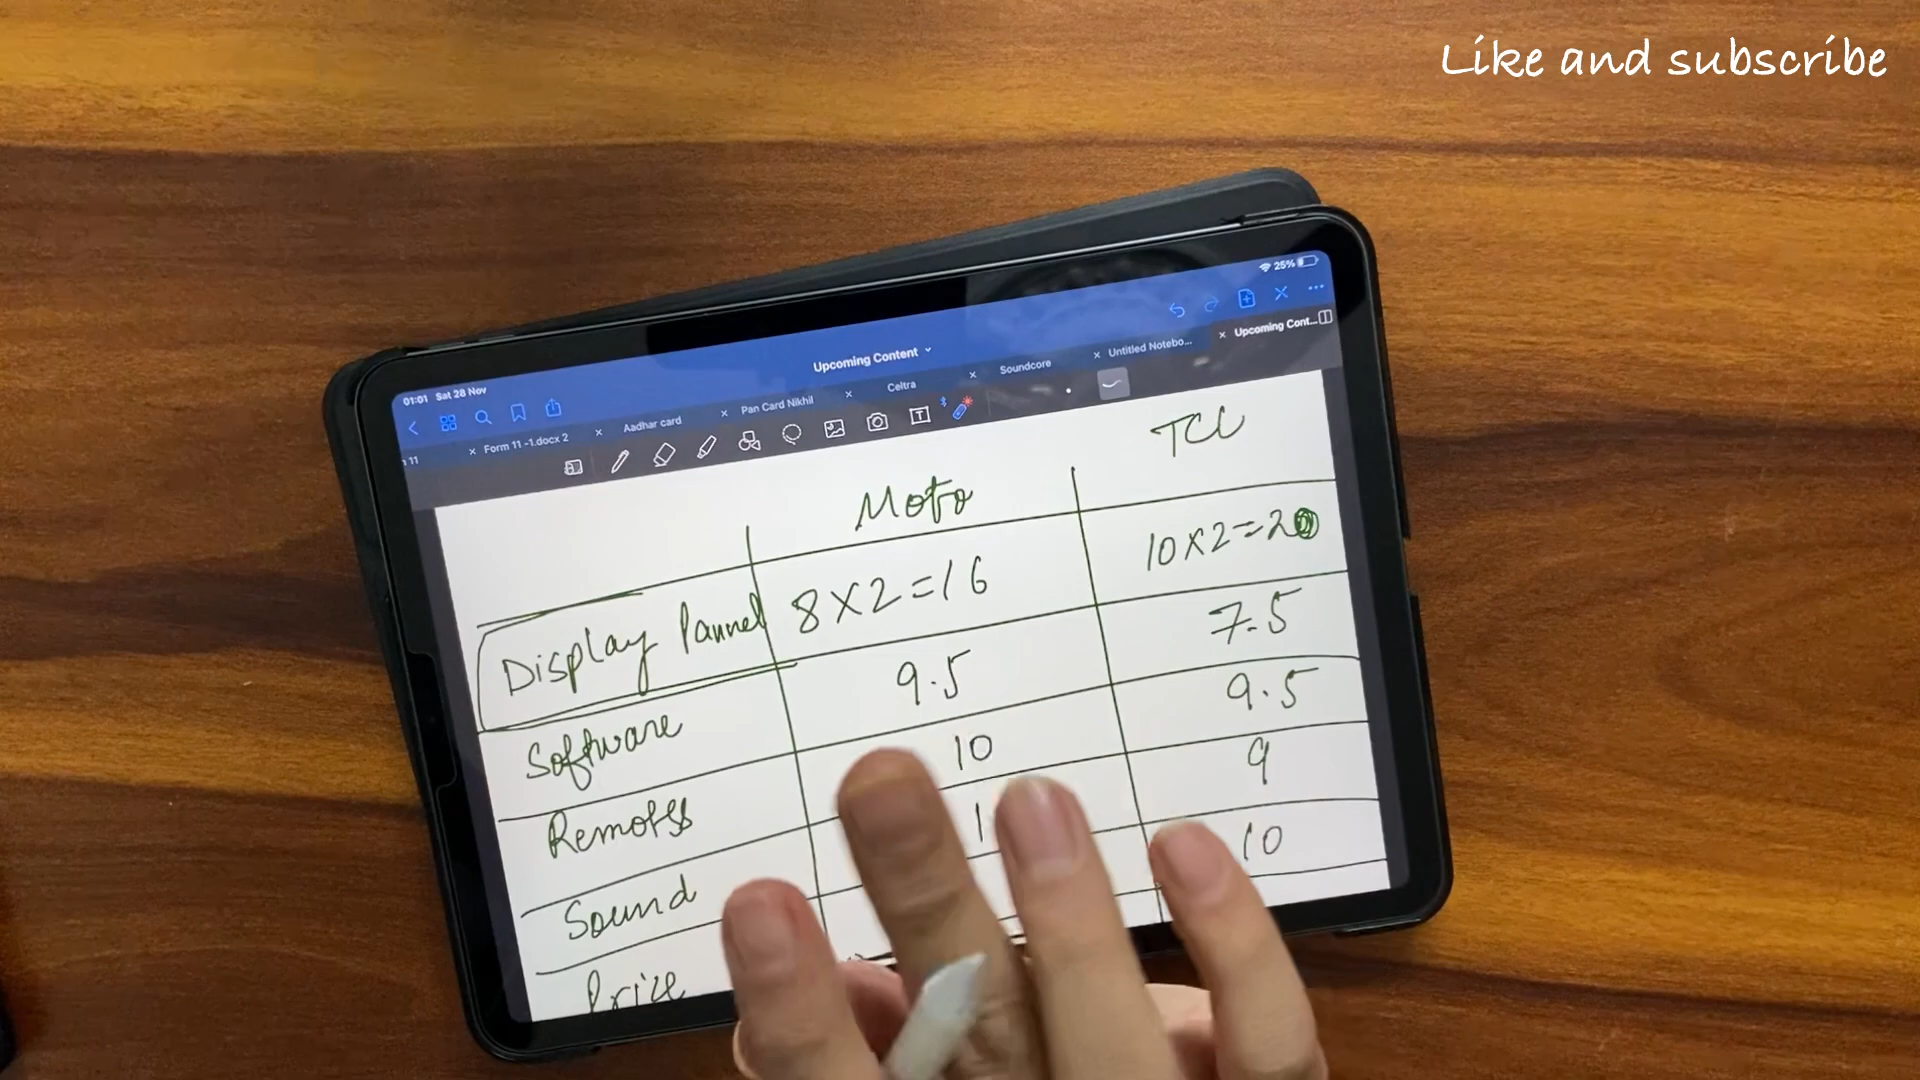 Like and subscribe
25%
01:01 Sat 28 Nov
Upcoming Content
11
Form 11 -1.docx 2
Aadhar card
Pan Card Nikhil
Celtra
Soundcore
Untitled Notebo...
Upcoming Cont...
Moto TCL
Display Pannel 8X2=16 10X2=20
Software 9.5 7.5
Remotes 10 9.5
Sound 9
Price 10